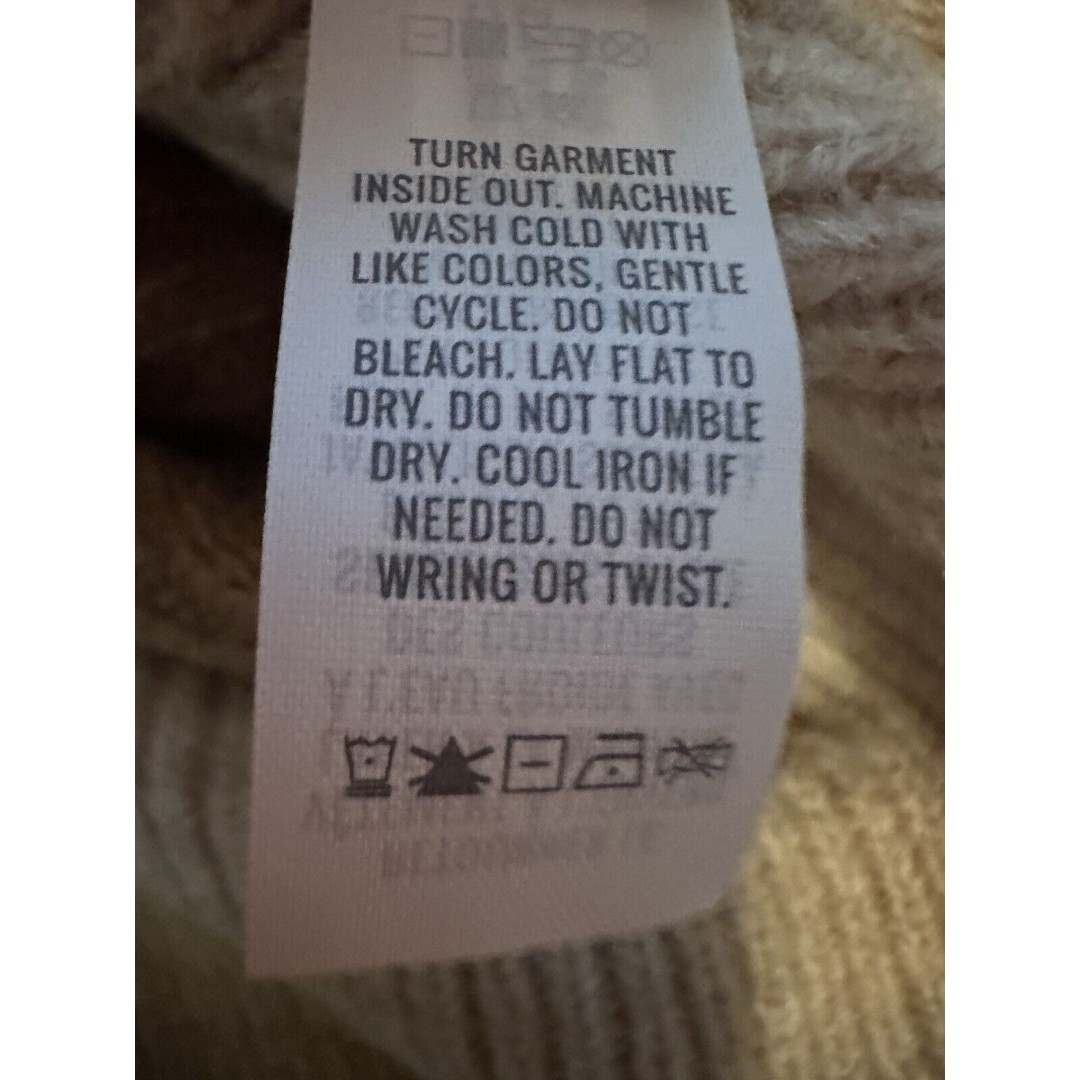 TURN GARMENT
INSIDE OUT. MACHINE
WASH COLD WITH
LIKE COLORS, GENTLE
CYCLE. DO NOT
BLEACH. LAY FLAT TO
DRY. DO NOT TUMBLE
DRY. COOL IRON IF
NEEDED. DO NOT
WRING OR TWIST.